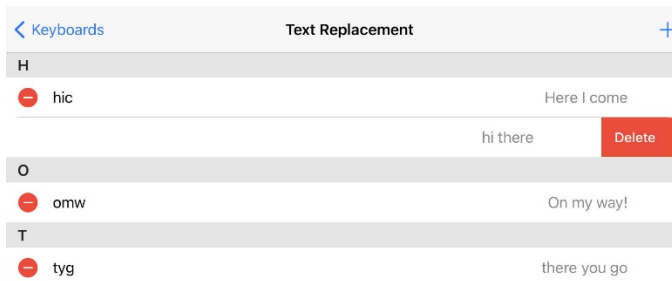 Keyboards Text Replacement +
H
hic Here I come
hi there Delete
O
omw On my way!
T
tyg there you go